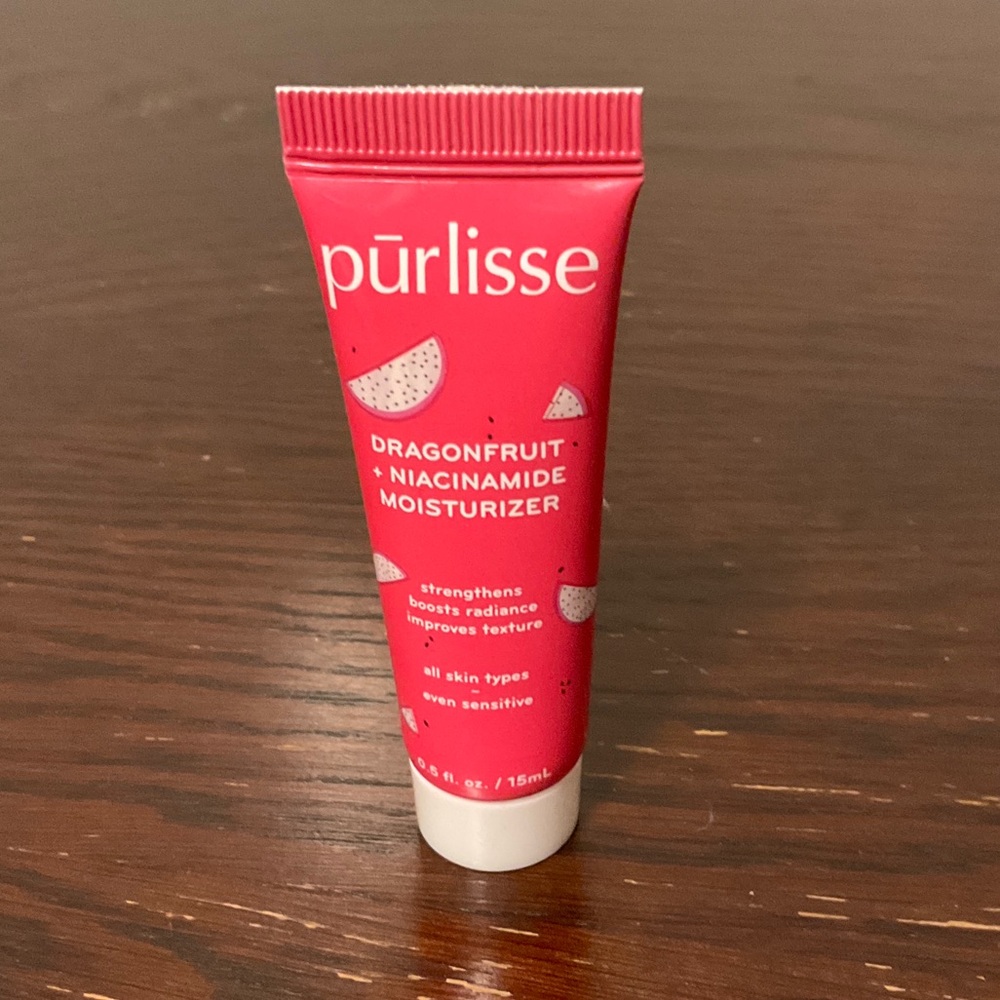 pūrlisse
DRAGONFRUIT
+ NIACINAMIDE
MOISTURIZER
strengthens
boosts radiance
improves texture
all skin types
–
even sensitive
0.5 fl. oz. / 15mL